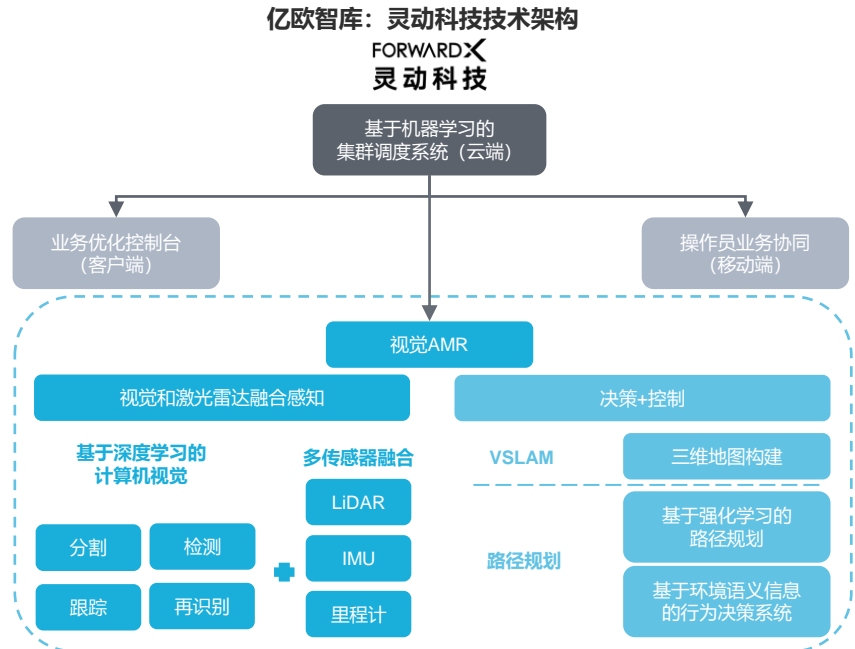 亿欧智库：灵动科技技术架构
FORWARDX
灵动科技
基于机器学习的
集群调度系统（云端）
业务优化控制台
（客户端）
操作员业务协同
（移动端）
视觉AMR
视觉和激光雷达融合感知
决策+控制
基于深度学习的
计算机视觉
多传感器融合
VSLAM
三维地图构建
LiDAR
分割
检测
IMU
跟踪
再识别
里程计
路径规划
基于强化学习的
路径规划
基于环境语义信息
的行为决策系统